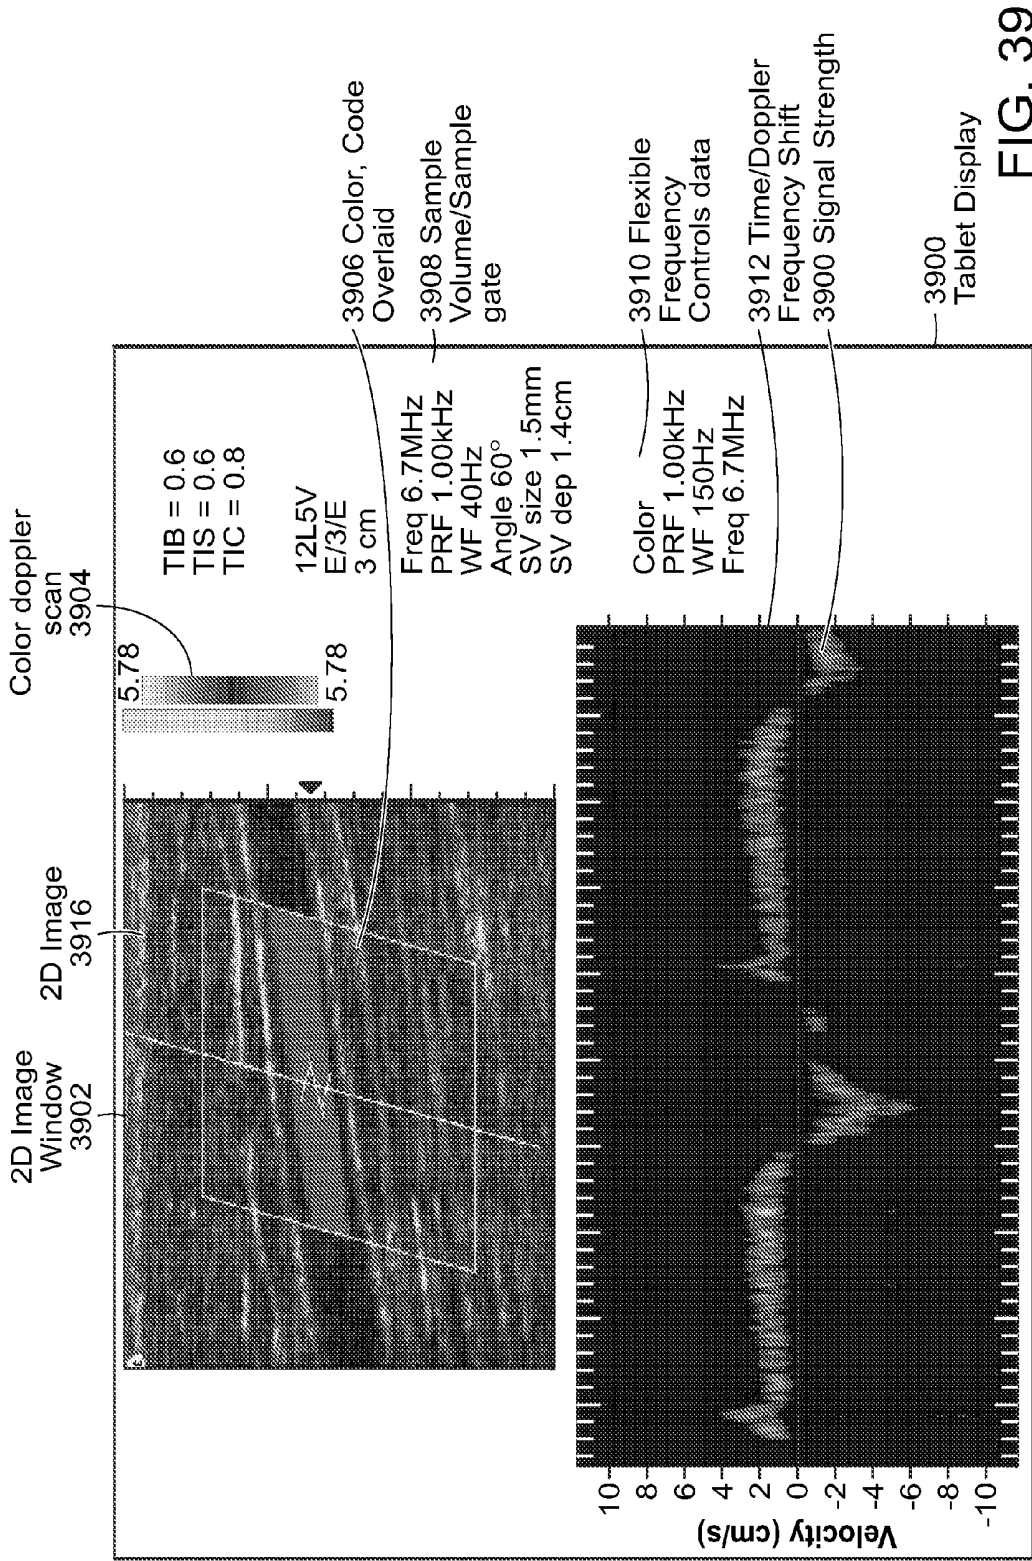 2D Image
Window
3902
2D Image
3916
Color doppler
scan
3904
5.78
5.78
TIB = 0.6
TIS = 0.6
TIC = 0.8
12L5V
E/3/E
3 cm
Freq 6.7MHz
PRF 1.00kHz
WF 40Hz
Angle 60°
SV size 1.5mm
SV dep 1.4cm
Color
PRF 1.00kHz
WF 150Hz
Freq 6.7MHz
3906 Color, Code
Overlaid
3908 Sample
Volume/Sample
gate
3910 Flexible
Frequency
Controls data
3912 Time/Doppler
Frequency Shift
3900 Signal Strength
3900
Tablet Display
Velocity (cm/s)
10
8
6
4
2
0
-2
-4
-6
-8
-10
FIG. 39